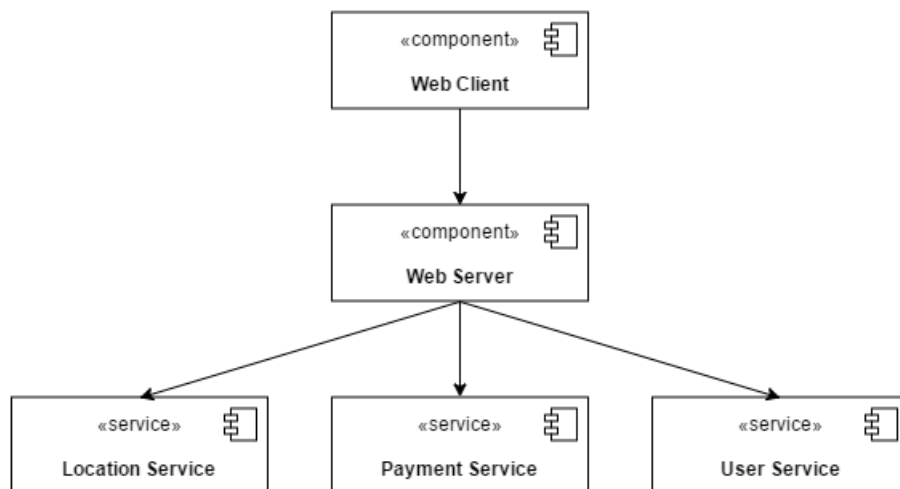 «component»
Web Client
«component»
Web Server
«service»
Location Service
«service»
Payment Service
«service»
User Service